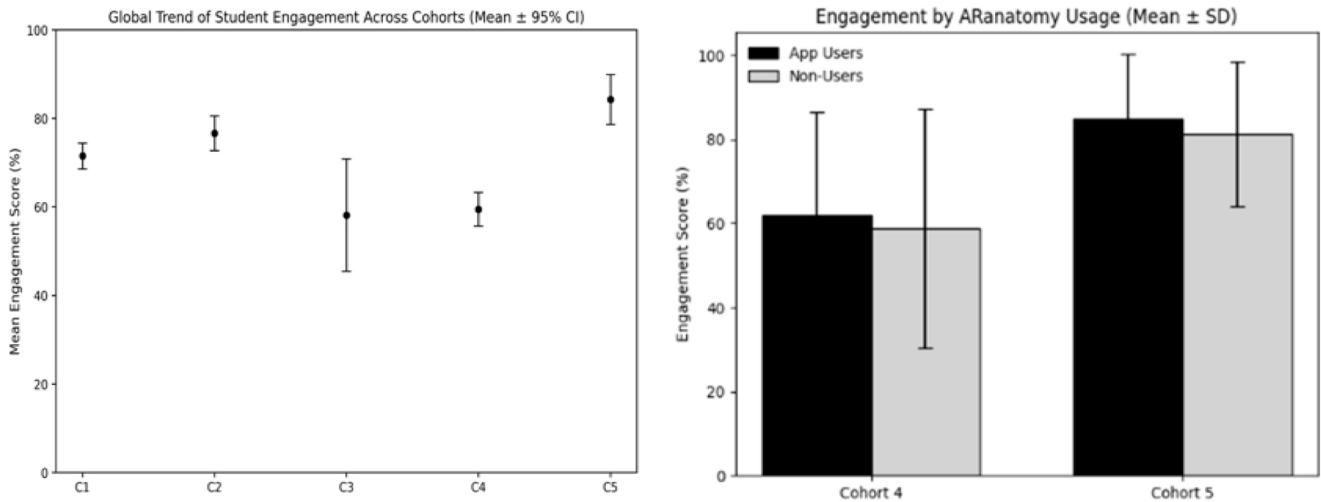 Global Trend of Student Engagement Across Cohorts (Mean ± 95% CI)
Mean Engagement Score (%)
100
80
60
40
20
0
C1 C2 C3 C4 C5
Engagement by ARanatomy Usage (Mean ± SD)
App Users
Non-Users
Engagement Score (%)
100
80
60
40
20
0
Cohort 4 Cohort 5